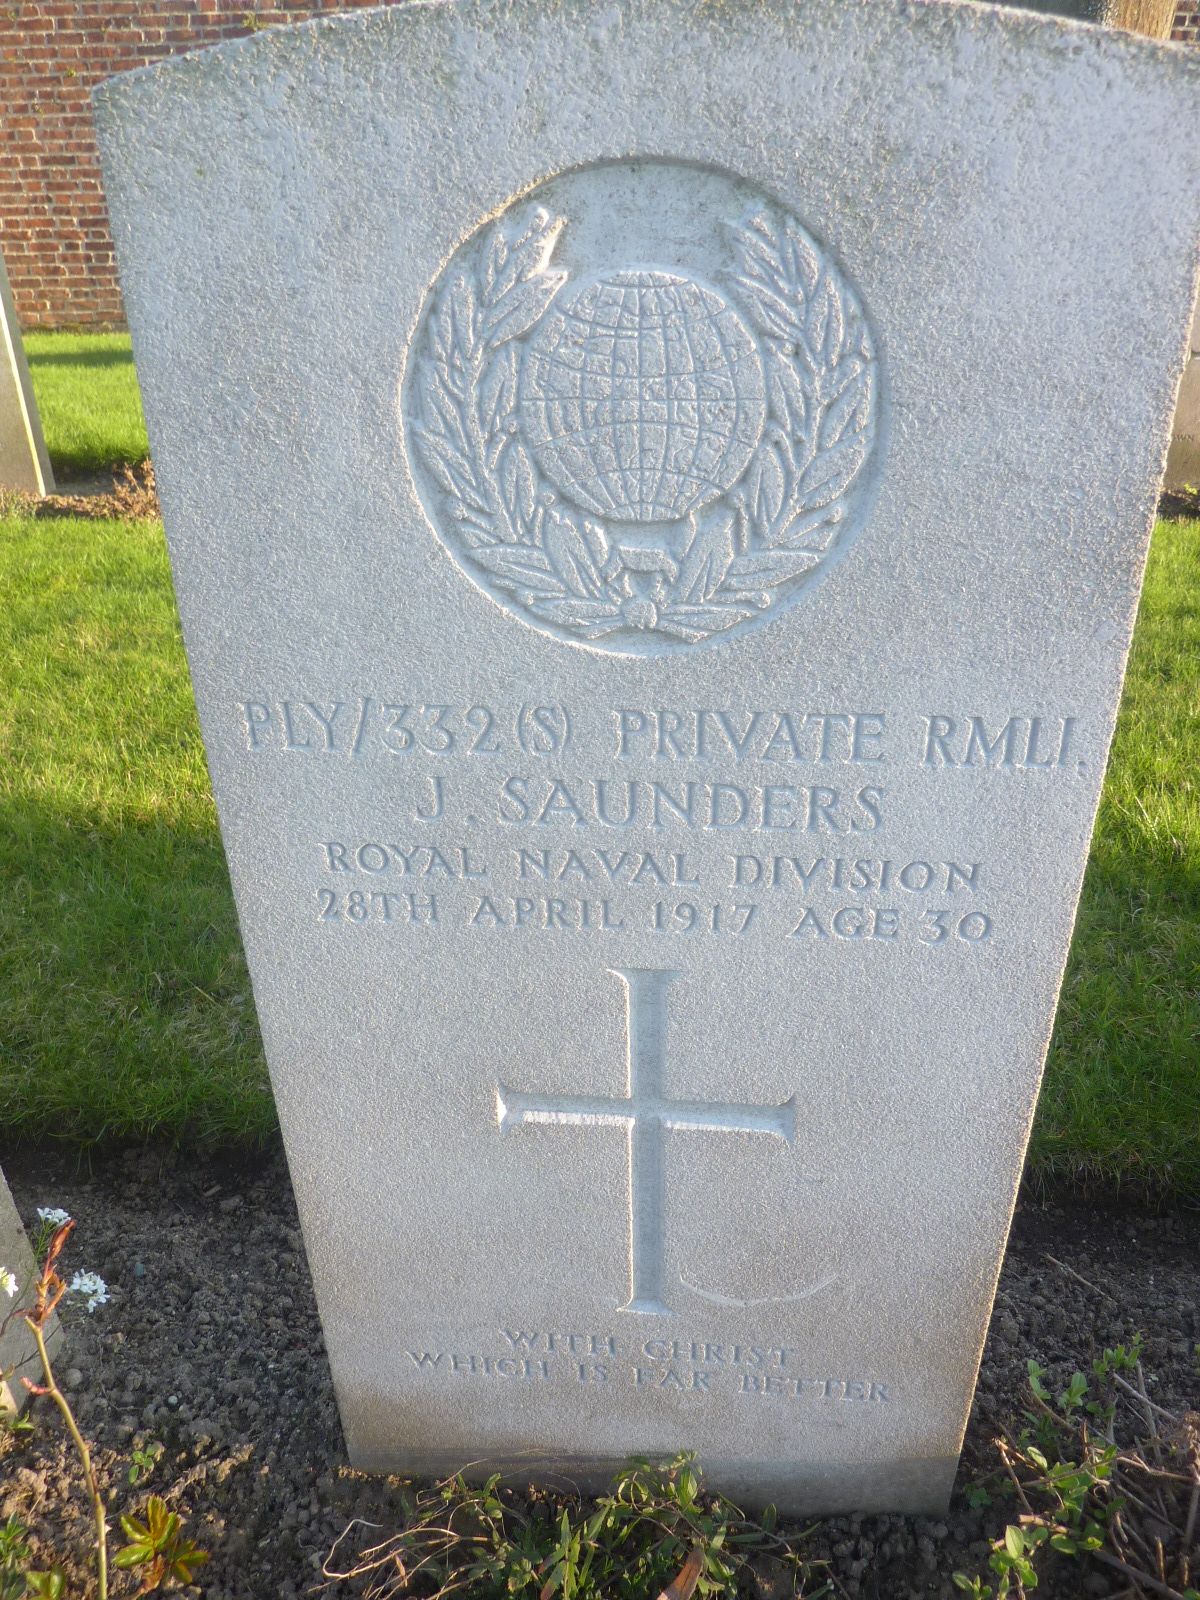 PLY/332(S) PRIVATE RMLI.
J. SAUNDERS
ROYAL NAVAL DIVISION
28TH APRIL 1917 AGE 30
WITH CHRIST
WHICH IS FAR BETTER